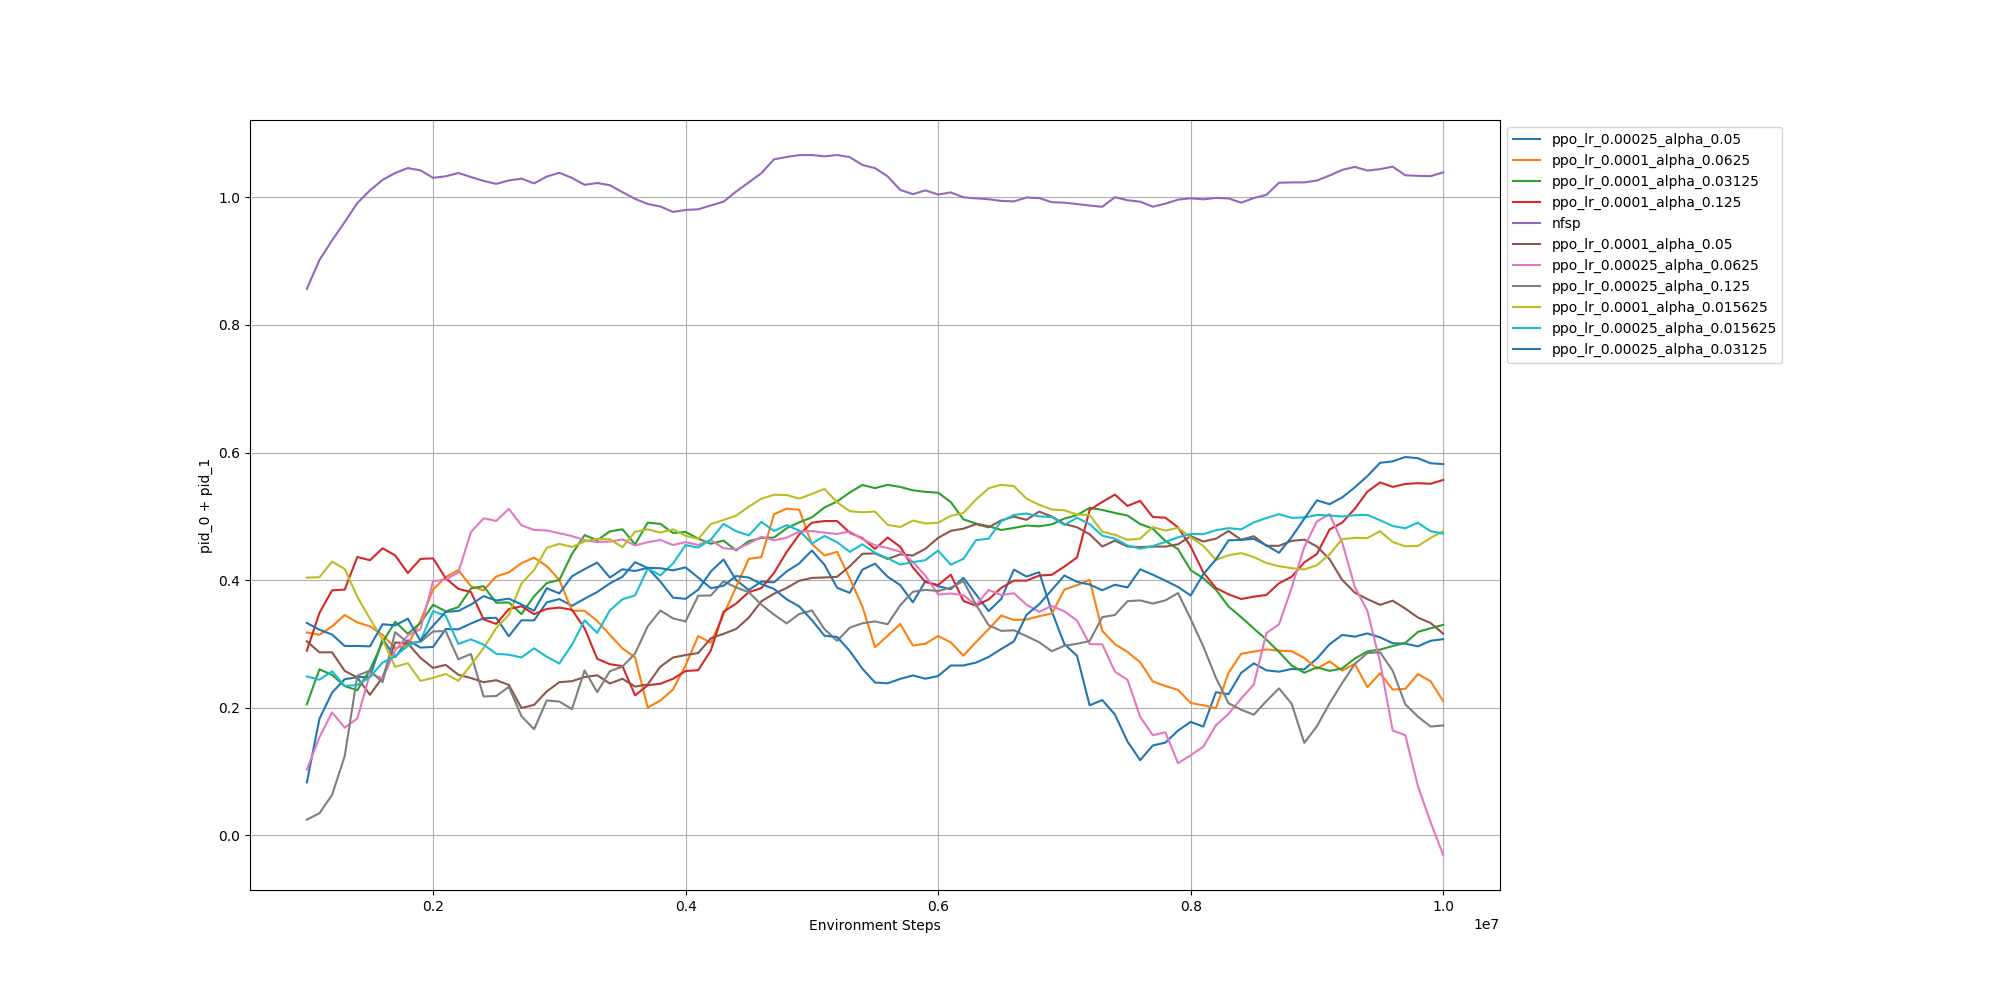 ppo_lr_0.00025_alpha_0.05
ppo_lr_0.0001_alpha_0.0625
ppo_lr_0.0001_alpha_0.03125
ppo_lr_0.0001_alpha_0.125
nfsp
ppo_lr_0.0001_alpha_0.05
ppo_lr_0.00025_alpha_0.0625
ppo_lr_0.00025_alpha_0.125
ppo_lr_0.0001_alpha_0.015625
ppo_lr_0.00025_alpha_0.015625
ppo_lr_0.00025_alpha_0.03125
1.0
0.8
0.6
0.4
0.2
0.0
pid_0 + pid_1
0.2 0.4 0.6 0.8 1.0
1e7
Environment Steps